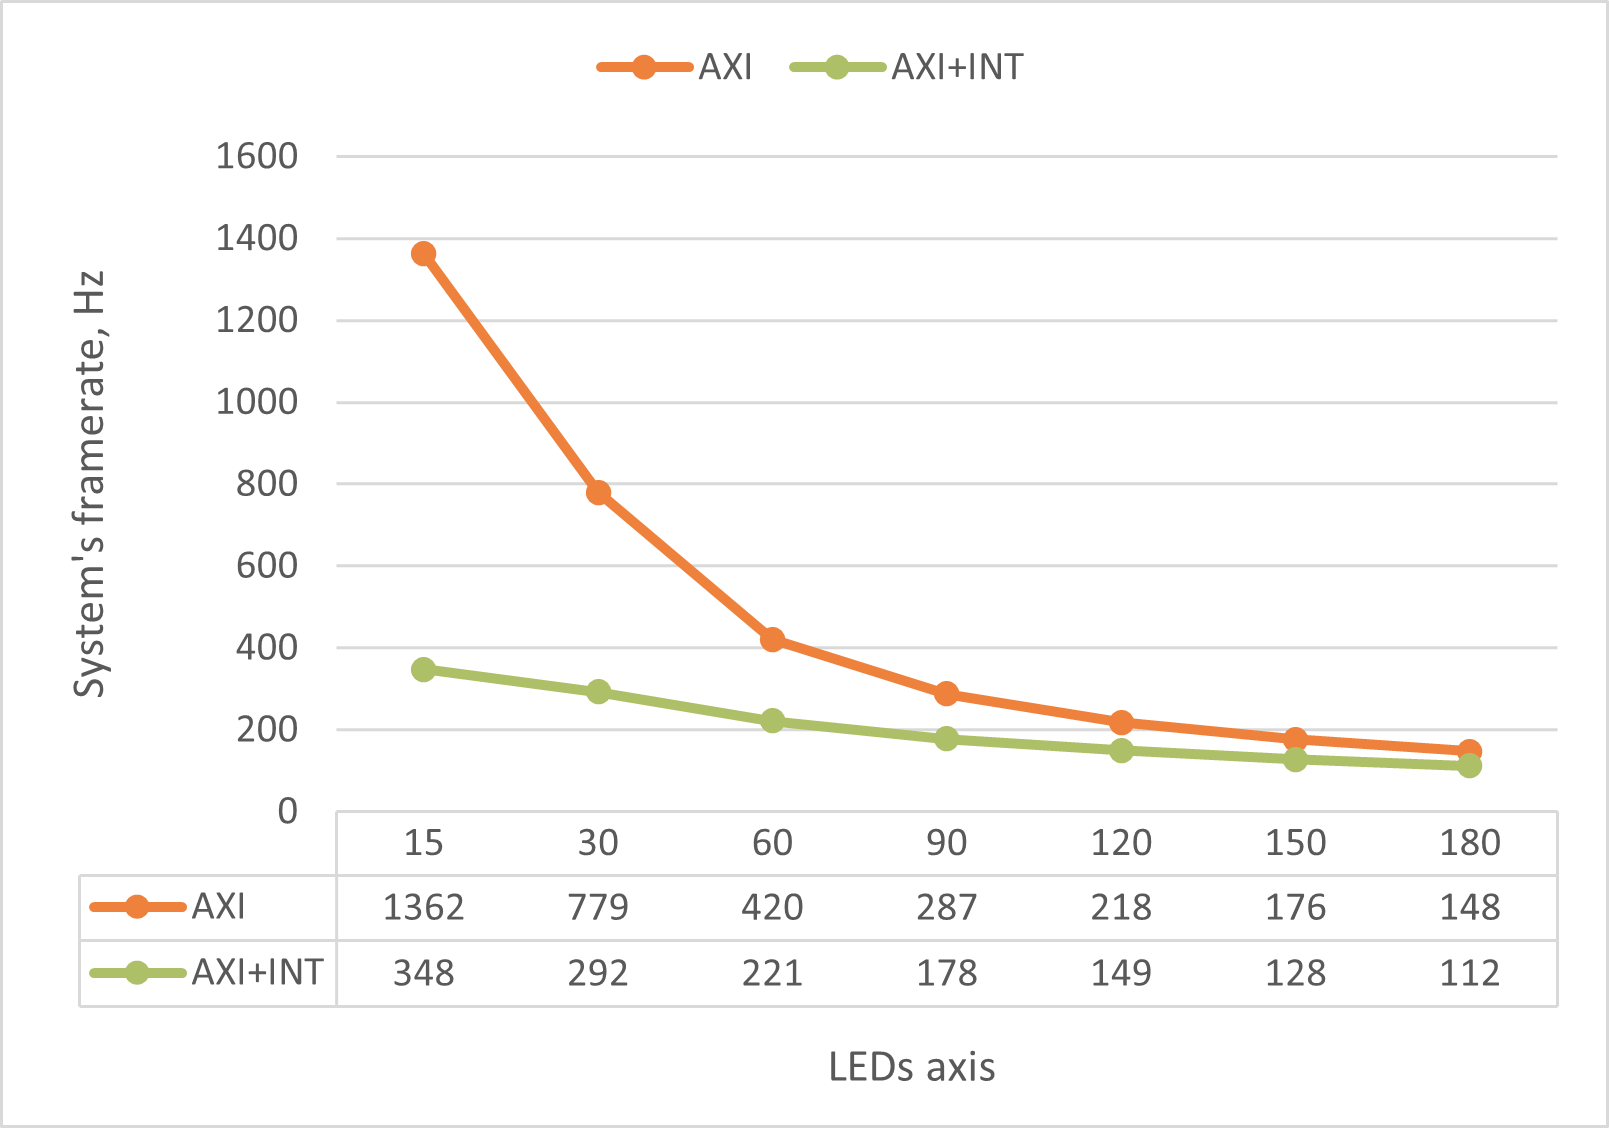 AXI AXI+INT
1600
1400
1200
1000
800
600
400
200
0
System's framerate, Hz
15 30 60 90 120 150 180
AXI 1362 779 420 287 218 176 148
AXI+INT 348 292 221 178 149 128 112
LEDs axis